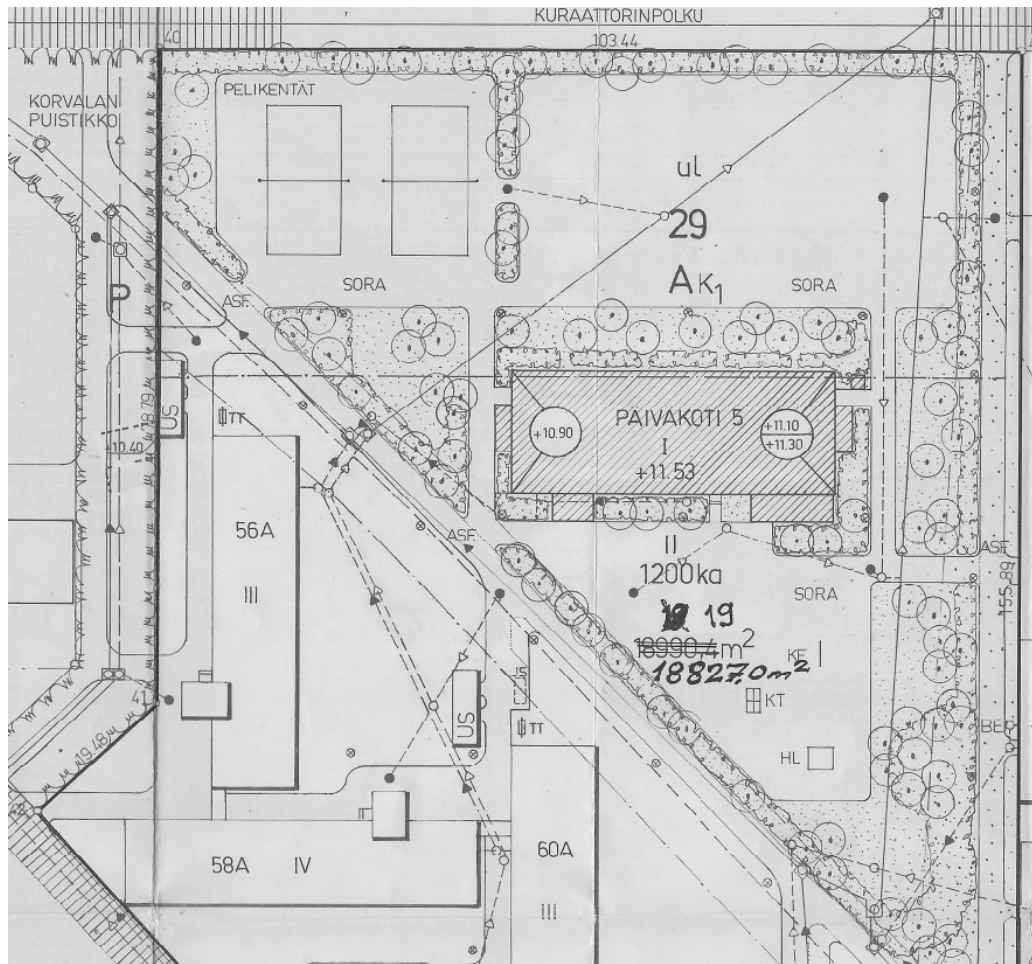 KURAATTORINPOLKU
40
103.44
KORVALAN
PUISTIKKO
PELIKENTÄT
ul
29
AK1
SORA
SORA
ASF.
P
US
TT
78.79
+10.40
PÄIVÄKOTI 5
I
+11.53
+10.90
+11.10
+11.30
56A
III
ASF.
II
1200ka
19
18990,4m²
18827,0m²
SORA
KE
KT
HL
ASF.
155.89
BE
41
19.48
US
TT
58A IV
60A
III